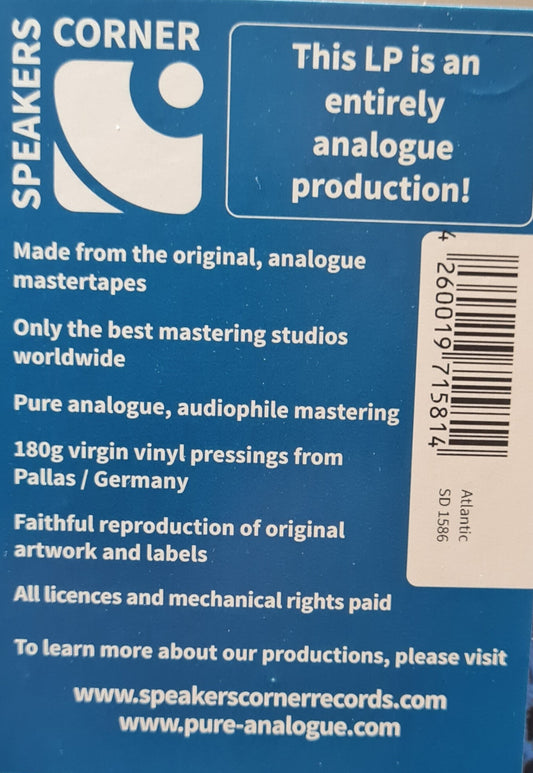 SPEAKERS
CORNER
This LP is an
entirely
analogue
production!
Made from the original, analogue
mastertapes
Only the best mastering studios
worldwide
Pure analogue, audiophile mastering
180g virgin vinyl pressings from
Pallas / Germany
Faithful reproduction of original
artwork and labels
All licences and mechanical rights paid
To learn more about our productions, please visit
www.speakerscornerrecords.com
www.pure-analogue.com
4 260019 715814
Atlantic
SD 1586